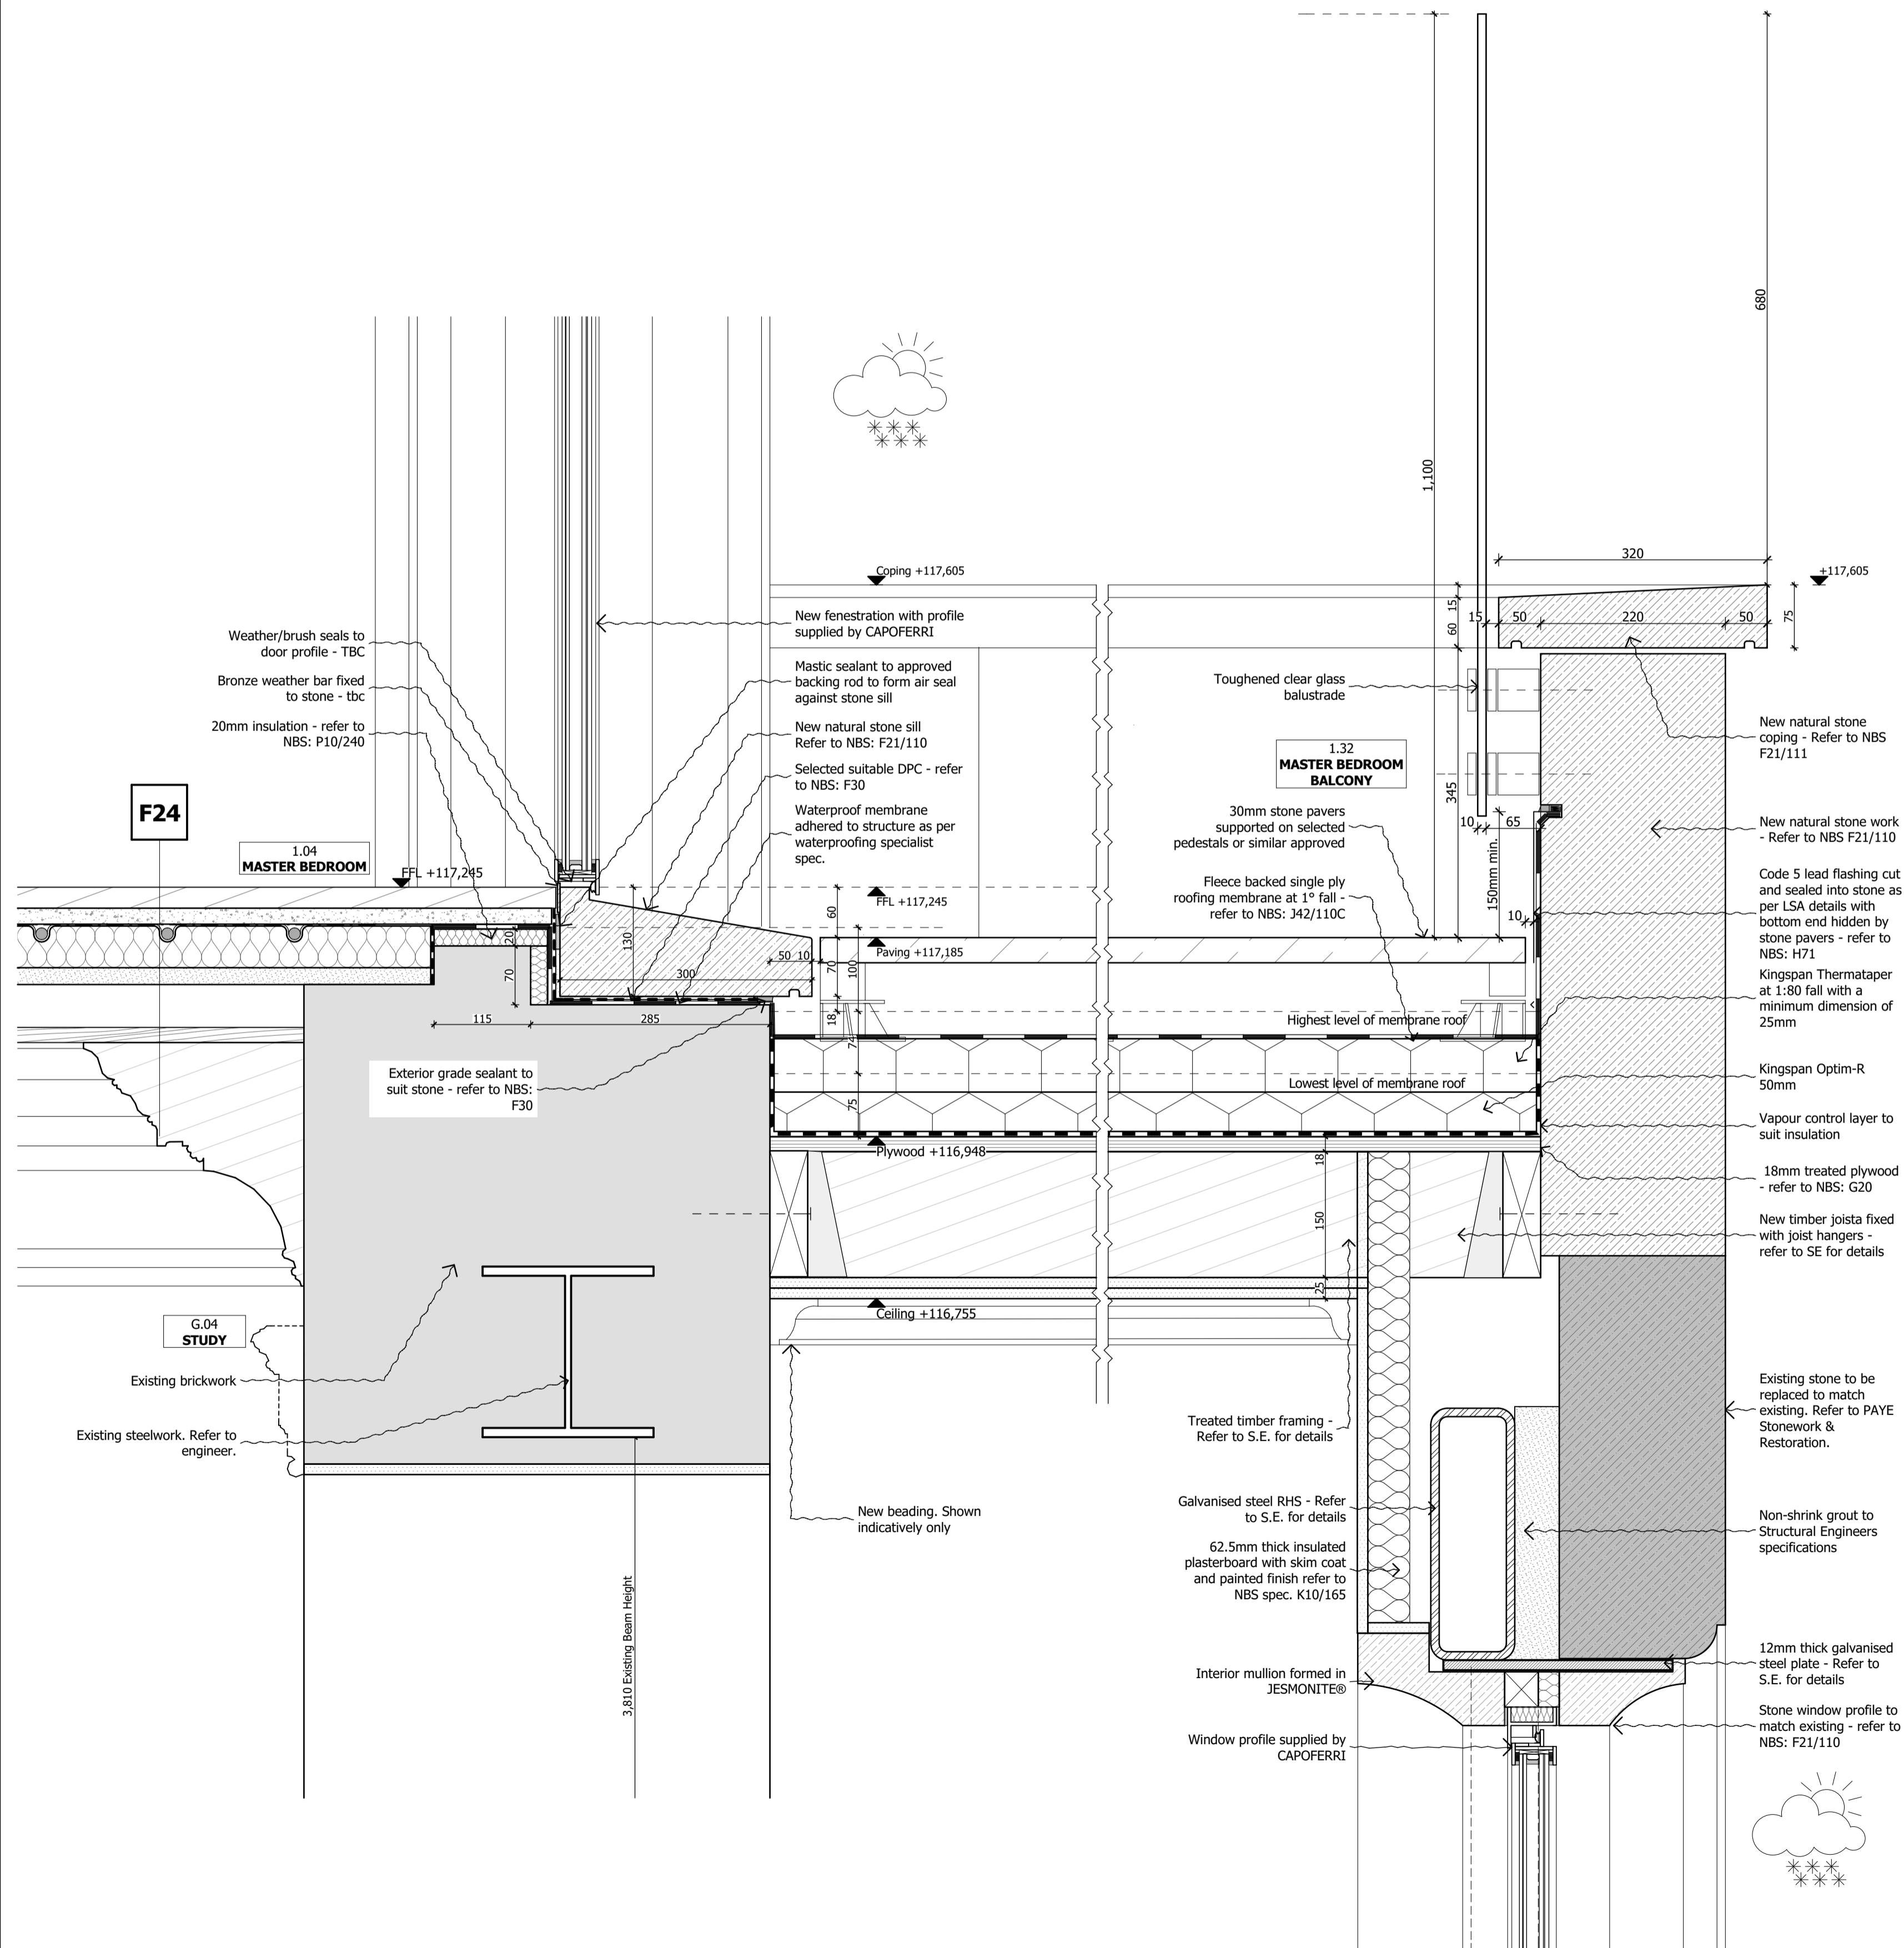 680
1,100
320
Coping +117,605
+117,605
15
60
15
50
220
50
75
New fenestration with profile
supplied by CAPOFERRI
Weather/brush seals to
door profile - TBC
Mastic sealant to approved
backing rod to form air seal
against stone sill
Bronze weather bar fixed
to stone - tbc
Toughened clear glass
balustrade
20mm insulation - refer to
NBS: P10/240
New natural stone sill
Refer to NBS: F21/110
New natural stone
coping - Refer to NBS
F21/111
1.32
MASTER BEDROOM
BALCONY
Selected suitable DPC - refer
to NBS: F30
345
F24
Waterproof membrane
adhered to structure as per
waterproofing specialist
spec.
30mm stone pavers
supported on selected
pedestals or similar approved
10
65
New natural stone work
- Refer to NBS F21/110
1.04
MASTER BEDROOM
FFL +117,245
150mm min.
Fleece backed single ply
roofing membrane at 1° fall -
refer to NBS: J42/110C
Code 5 lead flashing cut
and sealed into stone as
per LSA details with
bottom end hidden by
stone pavers - refer to
NBS: H71
60
FFL +117,245
10
20
130
50
10
Paving +117,185
70
300
70
100
Kingspan Thermataper
at 1:80 fall with a
minimum dimension of
25mm
115
285
18
Highest level of membrane roof
74
Exterior grade sealant to
suit stone - refer to NBS:
F30
Lowest level of membrane roof
75
Kingspan Optim-R
50mm
Vapour control layer to
suit insulation
Plywood +116,948
18
18mm treated plywood
- refer to NBS: G20
150
New timber joista fixed
with joist hangers -
refer to SE for details
25
Ceiling +116,755
G.04
STUDY
Existing brickwork
Existing stone to be
replaced to match
existing. Refer to PAYE
Stonework &
Restoration.
Existing steelwork. Refer to
engineer.
Treated timber framing -
Refer to S.E. for details
New beading. Shown
indicatively only
Galvanised steel RHS - Refer
to S.E. for details
Non-shrink grout to
Structural Engineers
specifications
62.5mm thick insulated
plasterboard with skim coat
and painted finish refer to
NBS spec. K10/165
3,810 Existing Beam Height
12mm thick galvanised
steel plate - Refer to
S.E. for details
Interior mullion formed in
JESMONITE®
Stone window profile to
match existing - refer to
NBS: F21/110
Window profile supplied by
CAPOFERRI